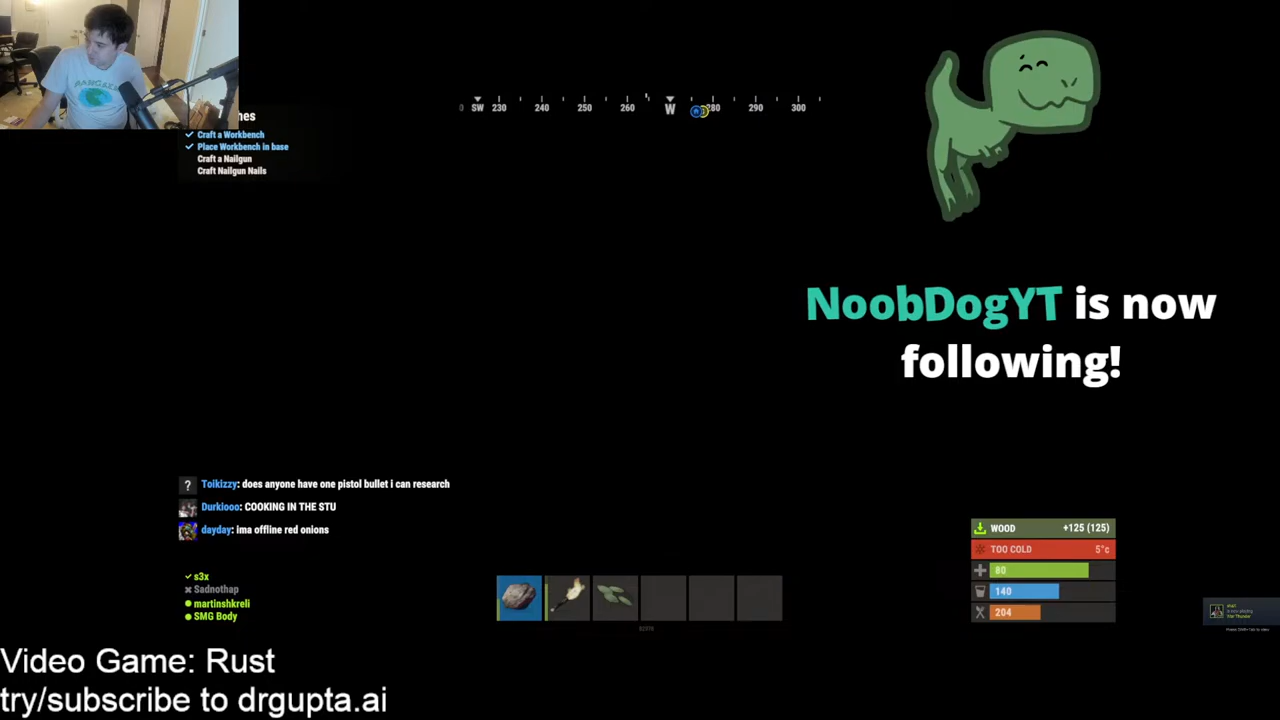 PANGAEA
0 SW 230 240 250 260 W 280 290 300
nes
Craft a Workbench
Place Workbench in base
Craft a Nailgun
Craft Nailgun Nails
NoobDogYT is now
following!
? Toikizzy: does anyone have one pistol bullet i can research
Durkiooo: COOKING IN THE STU
dayday: ima offline red onions
WOOD +125 (125)
TOO COLD 5°c
80
140
204
s3x
Sadnothap
martinshkreli
SMG Body
Video Game: Rust
try/subscribe to drgupta.ai